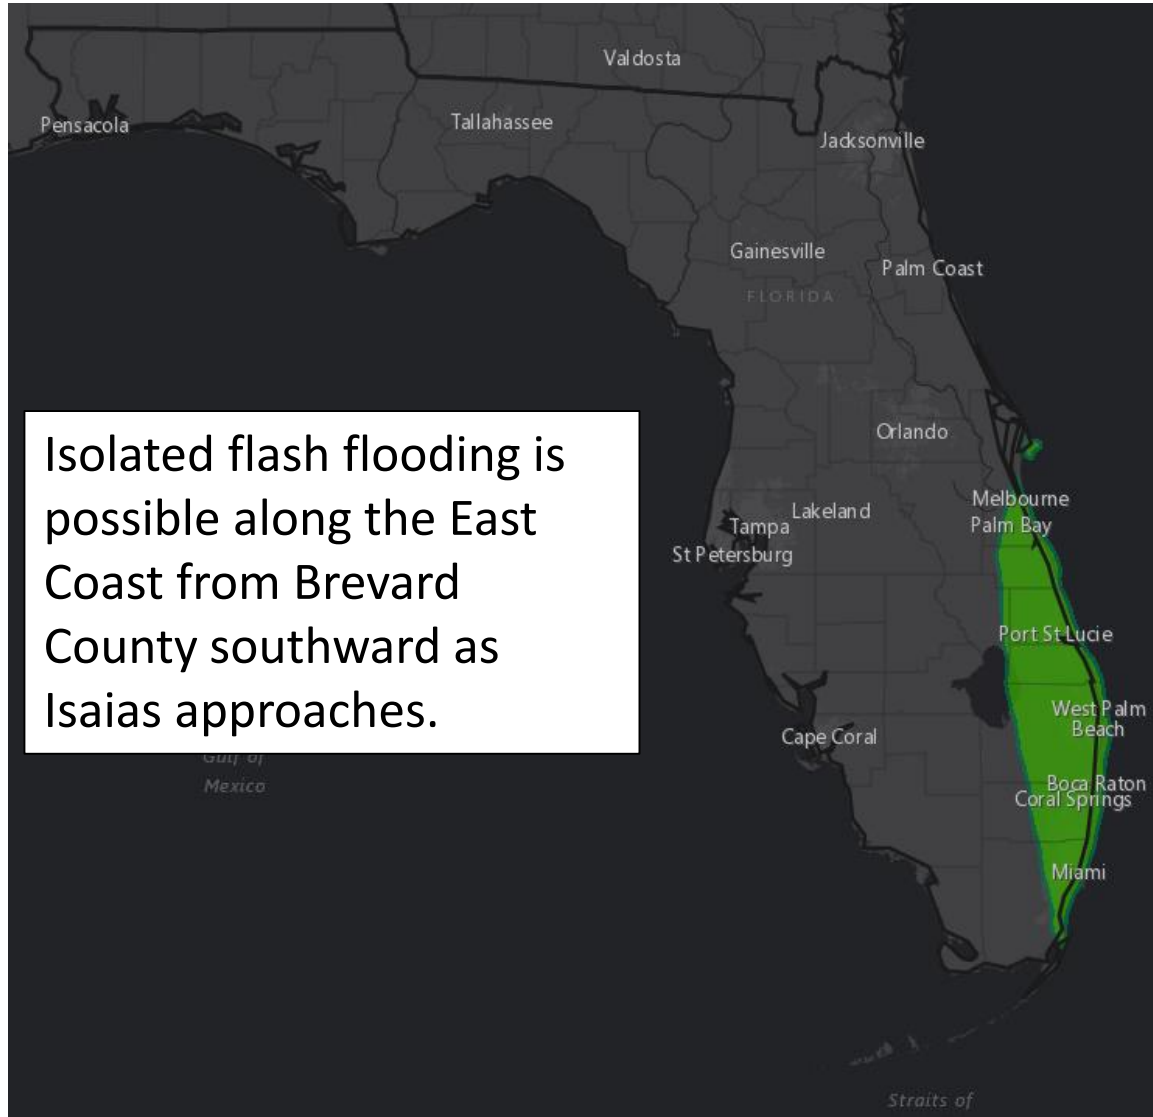 Valdosta
Pensacola
Tallahassee
Jacksonville
Gainesville
Palm Coast
FLORIDA
Orlando
Isolated flash flooding is
possible along the East
Coast from Brevard
County southward as
Isaias approaches.
Melbourne
Lakeland
Tampa
Palm Bay
St Petersburg
Port St Lucie
West Palm
Beach
Cape Coral
Gulf of
Mexico
Boca Raton
Coral Springs
Miami
Straits of